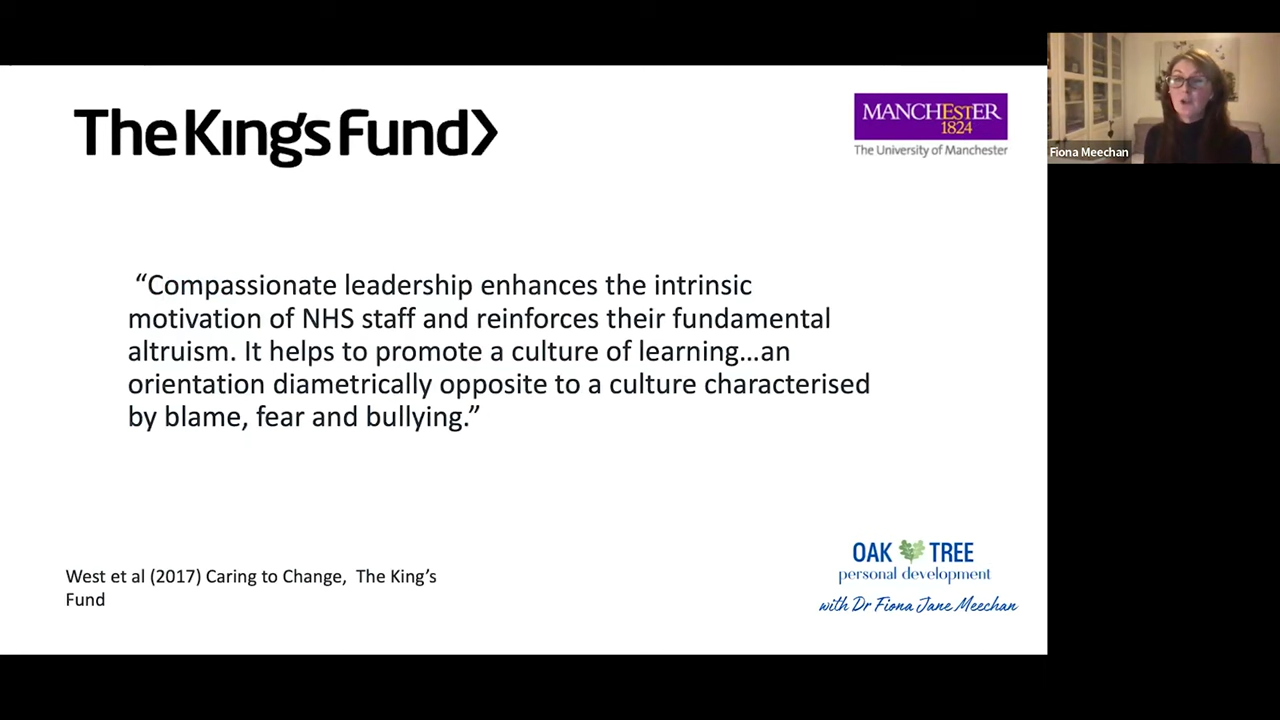 The King's Fund
MANCHESTER
1824
The University of Manchester
Fiona Meechan
“Compassionate leadership enhances the intrinsic
motivation of NHS staff and reinforces their fundamental
altruism. It helps to promote a culture of learning…an
orientation diametrically opposite to a culture characterised
by blame, fear and bullying.”
West et al (2017) Caring to Change,  The King’s
Fund
OAK TREE
personal development
with Dr Fiona Jane Meechan